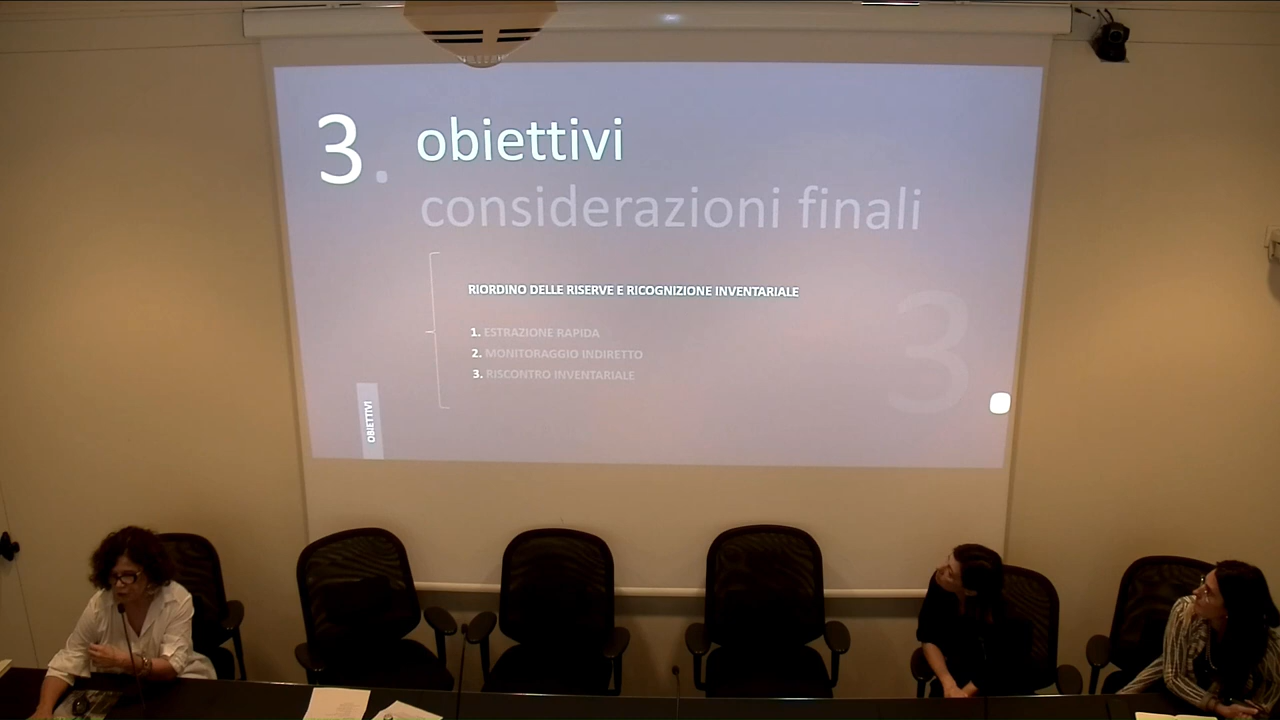 3. obiettivi
considerazioni finali
RIORDINO DELLE RISERVE E RICOGNIZIONE INVENTARIALE
1. ESTRAZIONE RAPIDA
2. MONITORAGGIO INDIRETTO
3. RISCONTRO INVENTARIALE
3
OBIETTIVI